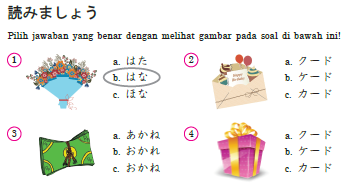 読みましょう
Pilih jawaban yang benar dengan melihat gambar pada soal di bawah ini!
1
a. はた
b. はな
c. ほな
2
a. クード
b. ケード
c. カード
3
a. あかね
b. おかれ
c. おかね
4
a. クード
b. ケード
c. カード